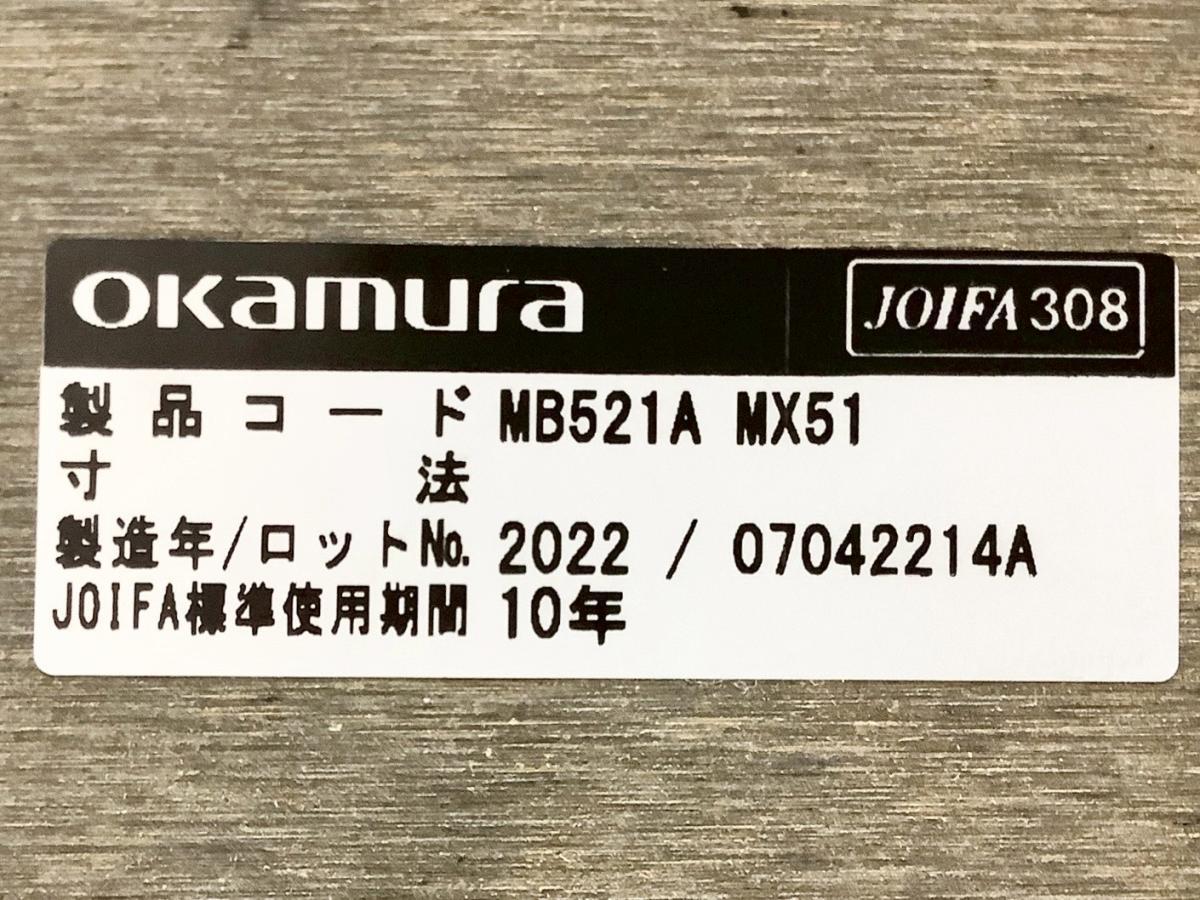 okamura JOIFA308
製品コード MB521A MX51
寸法
製造年/ロットNo. 2022 / 07042214A
JOIFA標準使用期間 10年